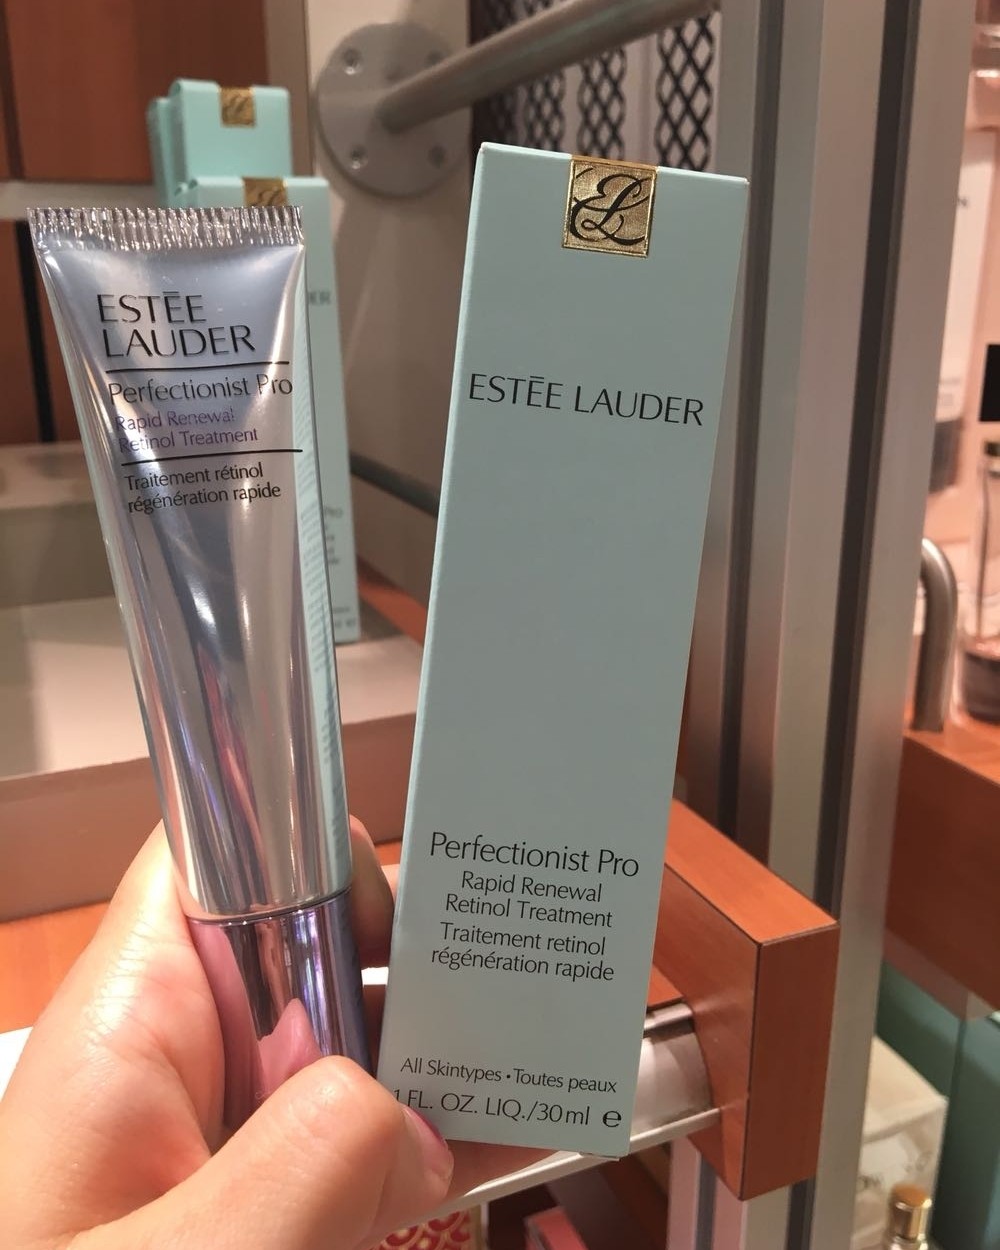 ESTĒE
LAUDER
Perfectionist Pro
Rapid Renewal
Retinol Treatment
Traitement rétinol
régénération rapide
EL
ESTĒE LAUDER
Perfectionist Pro
Rapid Renewal
Retinol Treatment
Traitement retinol
régénération rapide
All Skintypes • Toutes peaux
1 FL. OZ. LIQ./30 ml ℮